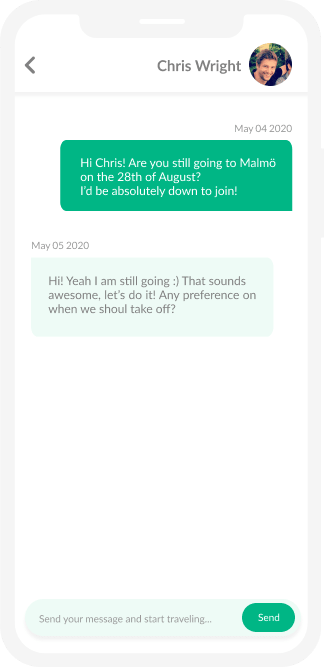 Chris Wright
May 04 2020
Hi Chris! Are you still going to Malmö
on the 28th of August?
I'd be absolutely down to join!
May 05 2020
Hi! Yeah I am still going :) That sounds
awesome, let's do it! Any preference on
when we shoul take off?
Send your message and start traveling...
Send